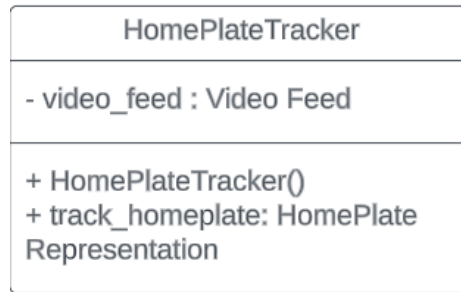 HomePlateTracker
- video_feed : Video Feed
+ HomePlateTracker()
+ track_homeplate: HomePlate
Representation